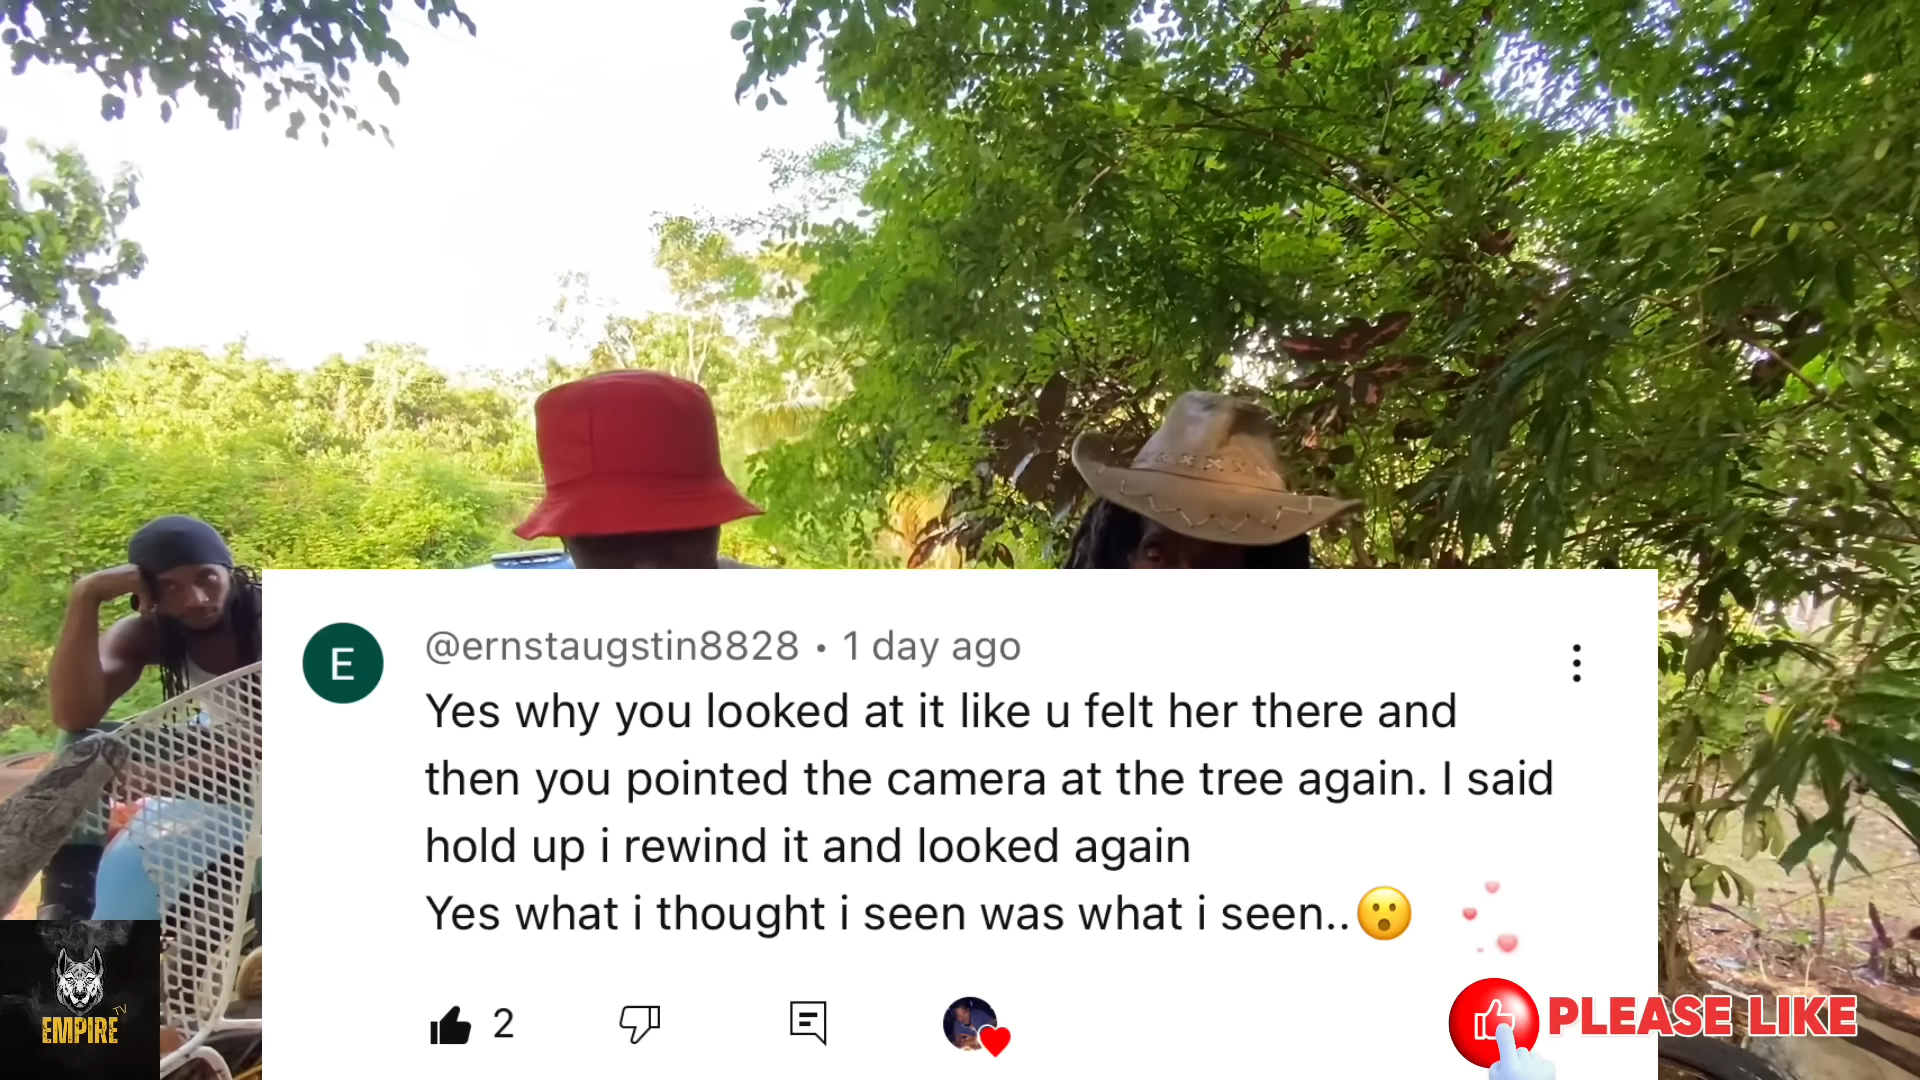 @ernstaugstin8828 • 1 day ago
E
Yes why you looked at it like u felt her there and
then you pointed the camera at the tree again. I said
hold up i rewind it and looked again
Yes what i thought i seen was what i seen..😮
2
PLEASE LIKE
EMPIRE TV